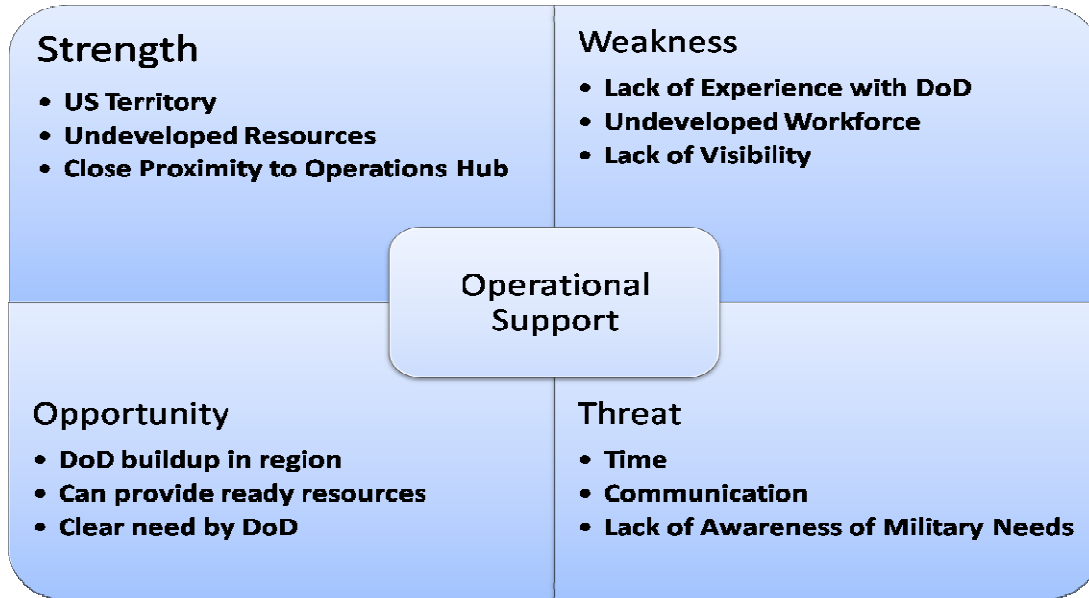 Strength
• US Territory
• Undeveloped Resources
• Close Proximity to Operations Hub
Weakness
• Lack of Experience with DoD
• Undeveloped Workforce
• Lack of Visibility
Operational
Support
Opportunity
• DoD buildup in region
• Can provide ready resources
• Clear need by DoD
Threat
• Time
• Communication
• Lack of Awareness of Military Needs